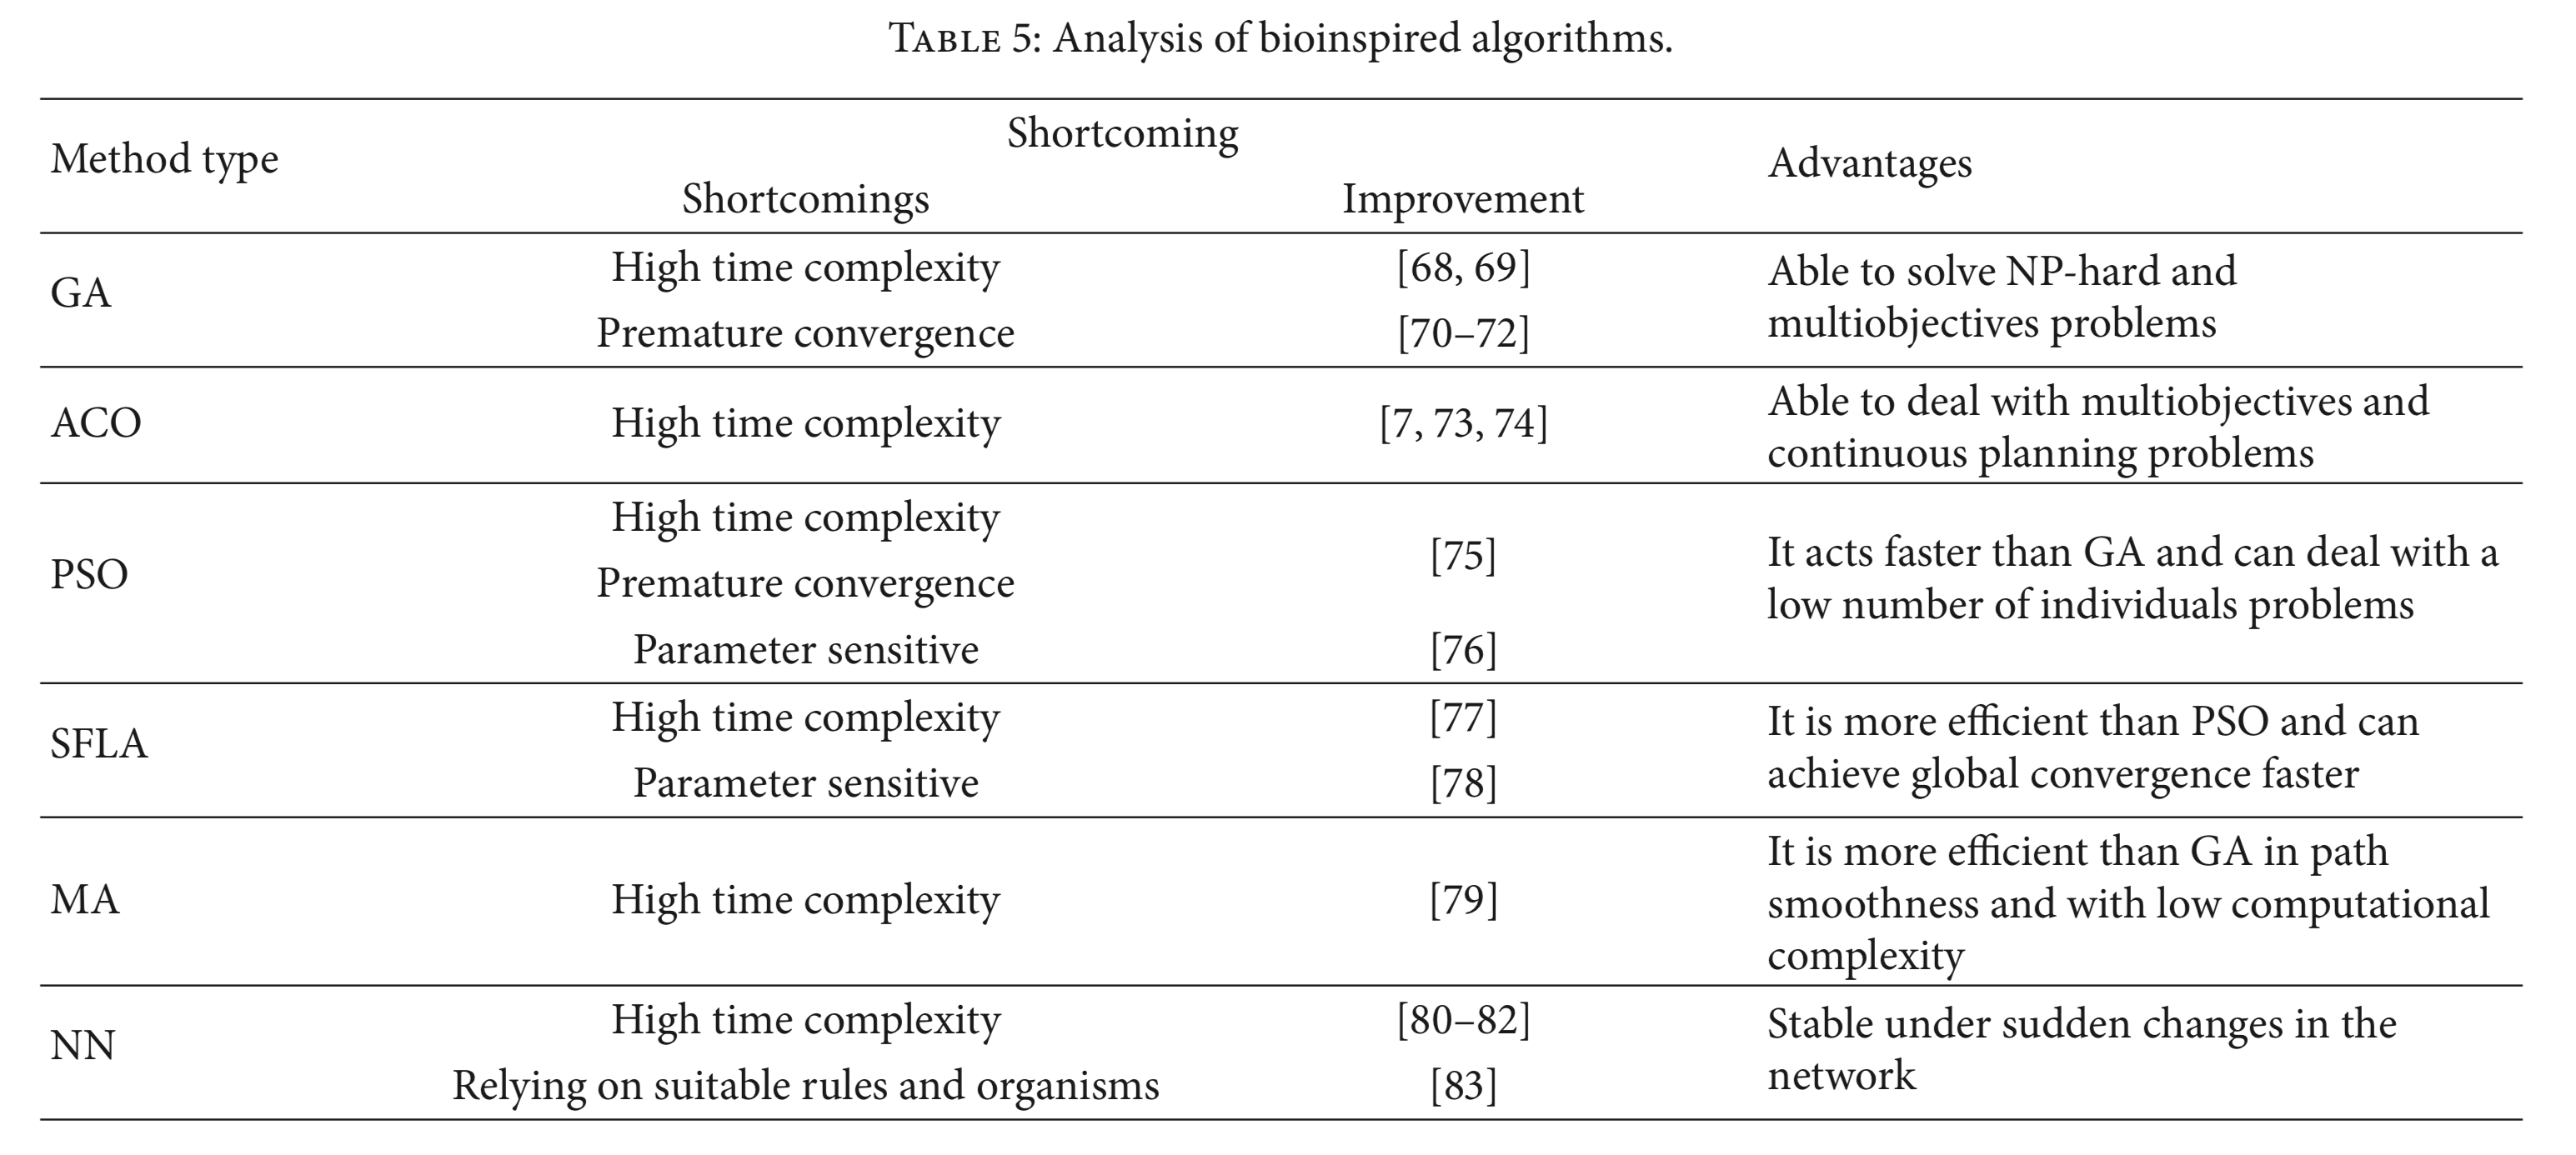 TABLE 5: Analysis of bioinspired algorithms.
Method type
Shortcoming
Advantages
Shortcomings
Improvement
GA
High time complexity
[68, 69]
Premature convergence
[70–72]
Able to solve NP-hard and
multiobjectives problems
ACO
High time complexity
[7, 73, 74]
Able to deal with multiobjectives and
continuous planning problems
PSO
High time complexity
Premature convergence
[75]
Parameter sensitive
[76]
It acts faster than GA and can deal with a
low number of individuals problems
SFLA
High time complexity
[77]
Parameter sensitive
[78]
It is more efficient than PSO and can
achieve global convergence faster
MA
High time complexity
[79]
It is more efficient than GA in path
smoothness and with low computational
complexity
NN
High time complexity
[80–82]
Relying on suitable rules and organisms
[83]
Stable under sudden changes in the
network